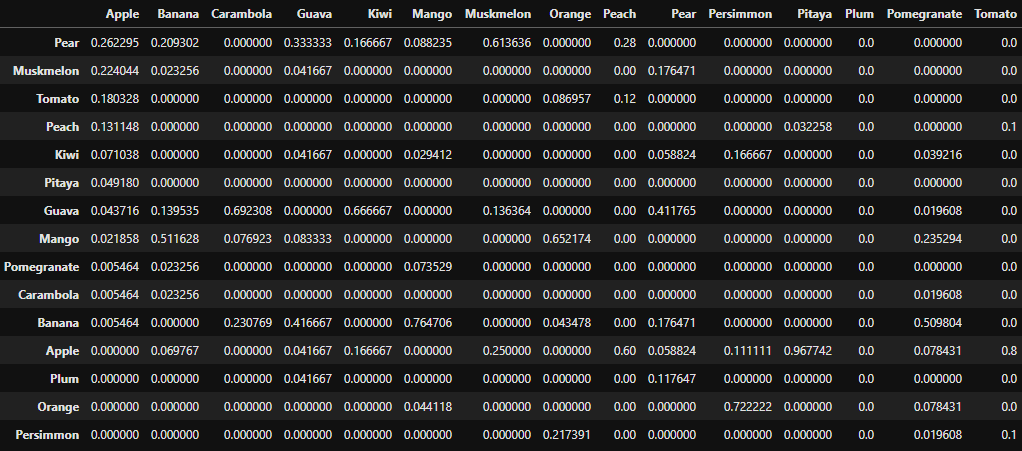 Apple Banana Carambola Guava Kiwi Mango Muskmelon Orange Peach Pear Persimmon Pitaya Plum Pomegranate Tomato
Pear 0.262295 0.209302 0.000000 0.333333 0.166667 0.088235 0.613636 0.000000 0.28 0.000000 0.000000 0.000000 0.0 0.000000 0.0
Muskmelon 0.224044 0.023256 0.000000 0.041667 0.000000 0.000000 0.000000 0.000000 0.00 0.176471 0.000000 0.000000 0.0 0.000000 0.0
Tomato 0.180328 0.000000 0.000000 0.000000 0.000000 0.000000 0.000000 0.086957 0.12 0.000000 0.000000 0.000000 0.0 0.000000 0.0
Peach 0.131148 0.000000 0.000000 0.000000 0.000000 0.000000 0.000000 0.000000 0.00 0.000000 0.000000 0.032258 0.0 0.000000 0.1
Kiwi 0.071038 0.000000 0.000000 0.041667 0.000000 0.029412 0.000000 0.000000 0.00 0.058824 0.166667 0.000000 0.0 0.039216 0.0
Pitaya 0.049180 0.000000 0.000000 0.000000 0.000000 0.000000 0.000000 0.000000 0.00 0.000000 0.000000 0.000000 0.0 0.000000 0.0
Guava 0.043716 0.139535 0.692308 0.000000 0.666667 0.000000 0.136364 0.000000 0.00 0.411765 0.000000 0.000000 0.0 0.019608 0.0
Mango 0.021858 0.511628 0.076923 0.083333 0.000000 0.000000 0.000000 0.652174 0.00 0.000000 0.000000 0.000000 0.0 0.235294 0.0
Pomegranate 0.005464 0.023256 0.000000 0.000000 0.000000 0.073529 0.000000 0.000000 0.00 0.000000 0.000000 0.000000 0.0 0.000000 0.0
Carambola 0.005464 0.023256 0.000000 0.000000 0.000000 0.000000 0.000000 0.000000 0.00 0.000000 0.000000 0.000000 0.0 0.019608 0.0
Banana 0.005464 0.000000 0.230769 0.416667 0.000000 0.764706 0.000000 0.043478 0.00 0.176471 0.000000 0.000000 0.0 0.509804 0.0
Apple 0.000000 0.069767 0.000000 0.041667 0.166667 0.000000 0.250000 0.000000 0.60 0.058824 0.111111 0.967742 0.0 0.078431 0.8
Plum 0.000000 0.000000 0.000000 0.041667 0.000000 0.000000 0.000000 0.000000 0.00 0.117647 0.000000 0.000000 0.0 0.000000 0.0
Orange 0.000000 0.000000 0.000000 0.000000 0.000000 0.044118 0.000000 0.000000 0.00 0.000000 0.722222 0.000000 0.0 0.078431 0.0
Persimmon 0.000000 0.000000 0.000000 0.000000 0.000000 0.000000 0.000000 0.217391 0.00 0.000000 0.000000 0.000000 0.0 0.019608 0.1